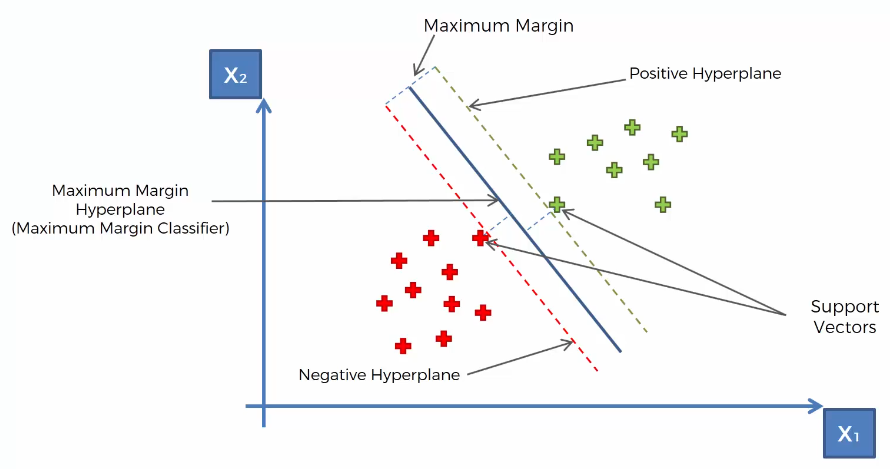 Maximum Margin
X2
Positive Hyperplane
Maximum Margin
Hyperplane
(Maximum Margin Classifier)
Support
Vectors
Negative Hyperplane
X1